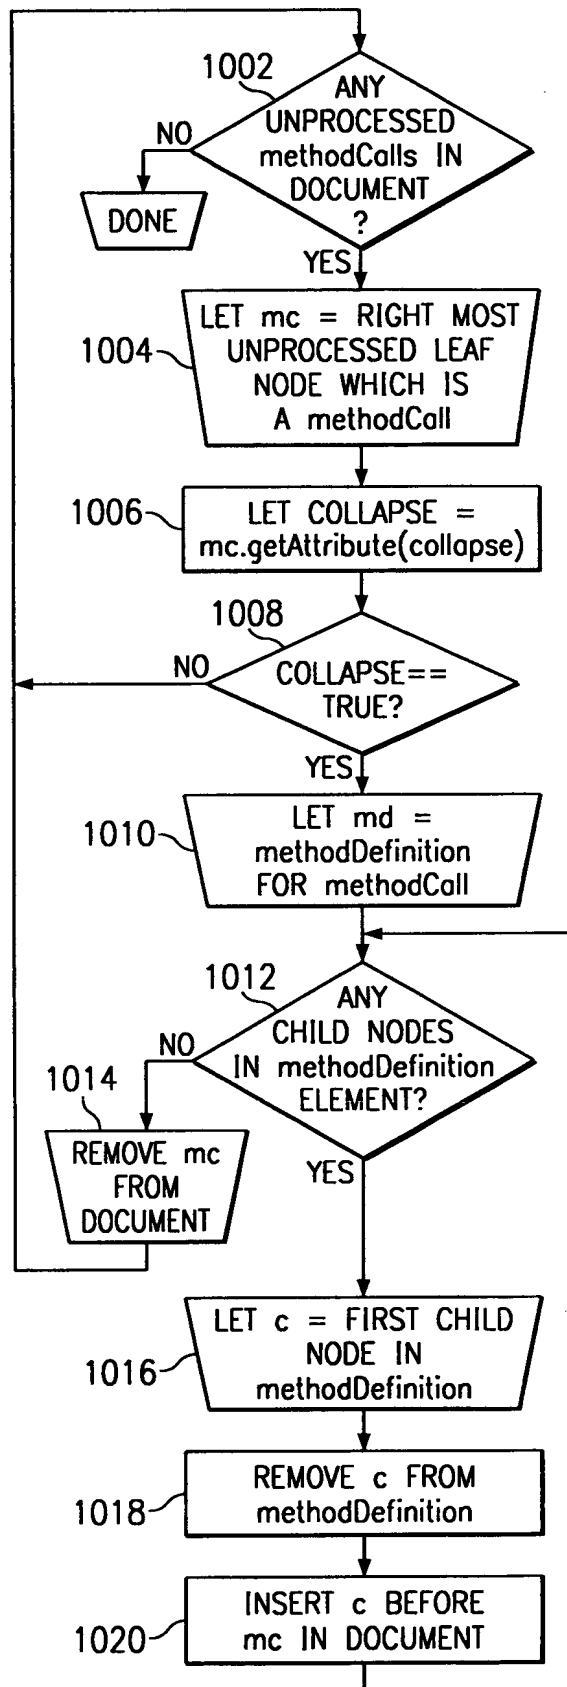 1002
ANY
UNPROCESSED
methodCalls IN
DOCUMENT
?
NO
DONE
YES
1004
LET mc = RIGHT MOST
UNPROCESSED LEAF
NODE WHICH IS
A methodCall
1006
LET COLLAPSE =
mc.getAttribute(collapse)
1008
NO
COLLAPSE==
TRUE?
YES
1010
LET md =
methodDefinition
FOR methodCall
1012
ANY
CHILD NODES
IN methodDefinition
ELEMENT?
NO
1014
REMOVE mc
FROM
DOCUMENT
YES
1016
LET c = FIRST CHILD
NODE IN
methodDefinition
1018
REMOVE c FROM
methodDefinition
1020
INSERT c BEFORE
mc IN DOCUMENT